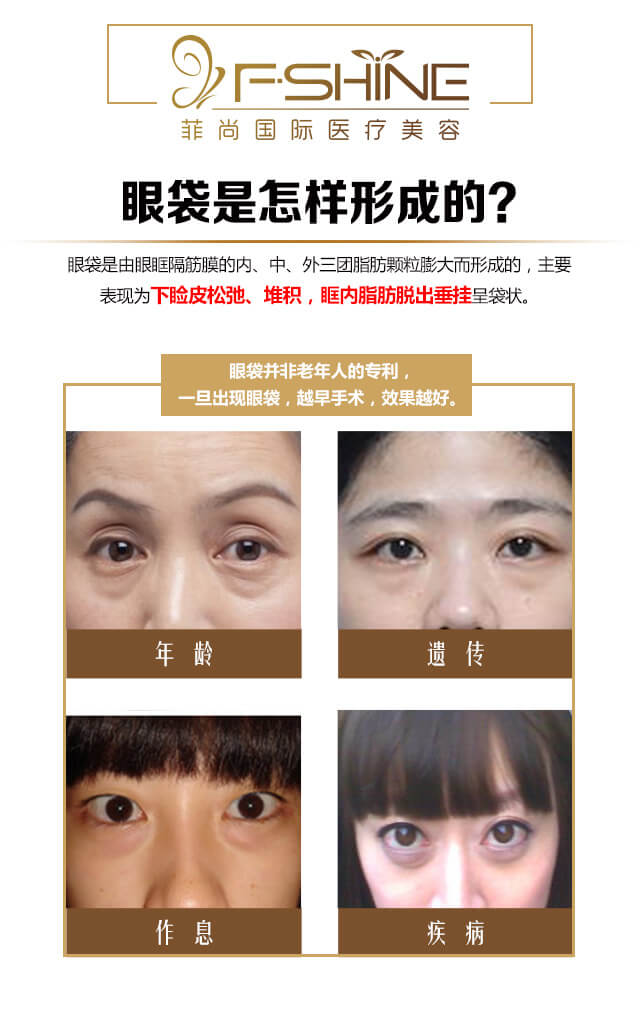 F·SHINE
菲尚国际医疗美容
眼袋是怎样形成的?
眼袋是由眼眶隔筋膜的内、中、外三团脂肪颗粒膨大而形成的，主要
表现为下睑皮松弛、堆积，眶内脂肪脱出垂挂呈袋状。
眼袋并非老年人的专利，
一旦出现眼袋，越早手术，效果越好。
年龄
遗传
作息
疾病